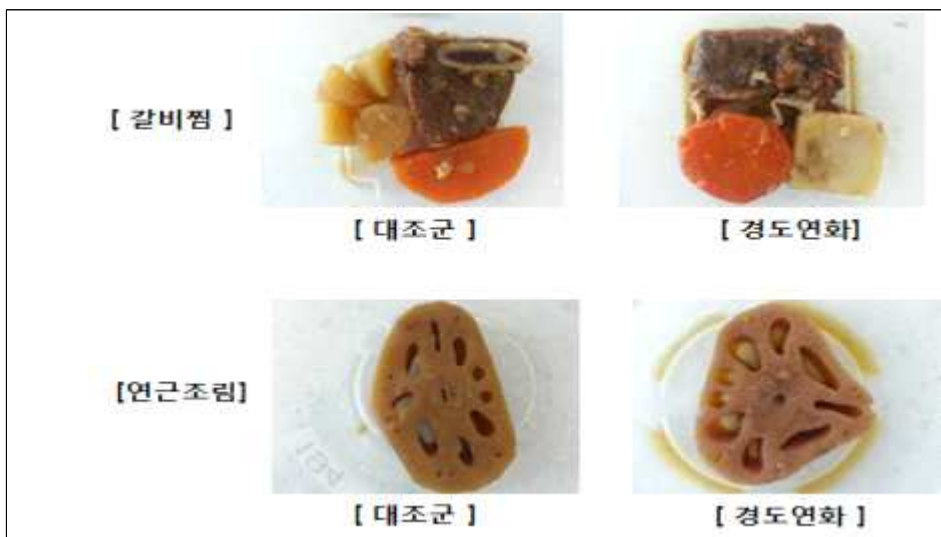 [ 갈비찜 ]
[ 대조군 ]
[ 경도연화]
[연근조림]
[ 대조군 ]
[ 경도연화 ]